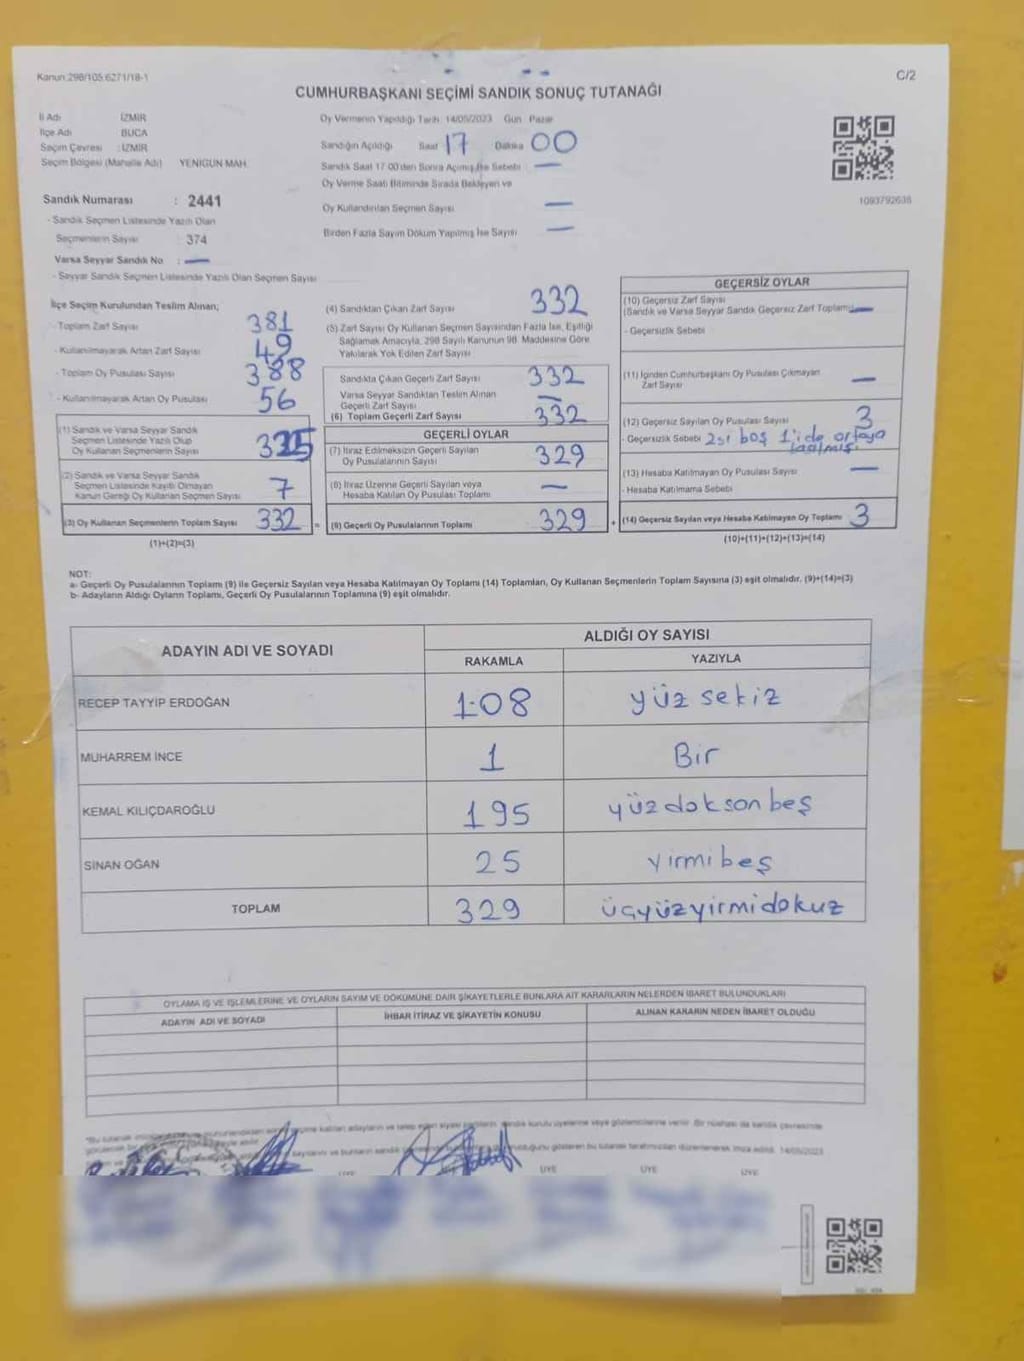 Kanun:298/105.6271/18-1
C/2
CUMHURBAŞKANI SEÇİMİ SANDIK SONUÇ TUTANAĞI
İl Adı İZMİR
İlçe Adı BUCA
Seçim Çevresi : İZMİR
Seçim Bölgesi (Mahalle Adı) YENİGÜN MAH.
Sandık Numarası : 2441
- Sandık Seçmen Listesinde Yazılı Olan
Seçmenlerin Sayısı : 374
Varsa Seyyar Sandık No : —
- Seyyar Sandık Seçmen Listesinde Yazılı Olan Seçmen Sayısı
Oy Vermenin Yapıldığı Tarih 14/05/2023 Gün Pazar
Sandığın Açıldığı Saat 17 Dakika 00
Sandık Saat 17:00'den Sonra Açılmış İse Sebebi —
Oy Verme Saati Bitiminde Sırada Bekleyen ve
Oy Kullandırılan Seçmen Sayısı —
Birden Fazla Sayım Döküm Yapılmış İse Sayısı —
1093792636
İlçe Seçim Kurulundan Teslim Alınan;
- Toplam Zarf Sayısı 381
- Kullanılmayarak Artan Zarf Sayısı 49
- Toplam Oy Pusulası Sayısı 388
- Kullanılmayarak Artan Oy Pusulası 56
(1) Sandık ve Varsa Seyyar Sandık
Seçmen Listesinde Yazılı Olup
Oy Kullanan Seçmenlerin Sayısı 325
(2) Sandık ve Varsa Seyyar Sandık
Seçmen Listesinde Kayıtlı Olmayan
Kanun Gereği Oy Kullanan Seçmen Sayısı 7
(3) Oy Kullanan Seçmenlerin Toplam Sayısı 332 =
(1)+(2)=(3)
(4) Sandıktan Çıkan Zarf Sayısı 332
(5) Zarf Sayısı Oy Kullanan Seçmen Sayısından Fazla İse, Eşitliği
Sağlamak Amacıyla, 298 Sayılı Kanunun 98. Maddesine Göre
Yakılarak Yok Edilen Zarf Sayısı
Sandıkta Çıkan Geçerli Zarf Sayısı 332
Varsa Seyyar Sandıktan Teslim Alınan
Geçerli Zarf Sayısı —
(6) Toplam Geçerli Zarf Sayısı 332
GEÇERLİ OYLAR
(7) İtiraz Edilmeksizin Geçerli Sayılan
Oy Pusulalarının Sayısı 329
(8) İtiraz Üzerine Geçerli Sayılan veya
Hesaba Katılan Oy Pusulası Toplamı —
(9) Geçerli Oy Pusulalarının Toplamı 329 +
GEÇERSİZ OYLAR
(10) Geçersiz Zarf Sayısı
(Sandık ve Varsa Seyyar Sandık Geçersiz Zarf Toplamı) —
- Geçersizlik Sebebi
(11) İçinden Cumhurbaşkanı Oy Pusulası Çıkmayan
Zarf Sayısı —
(12) Geçersiz Sayılan Oy Pusulası Sayısı 3
- Geçersizlik Sebebi 2si boş 1'ide ortaya
(13) Hesaba Katılmayan Oy Pusulası Sayısı —
- Hesaba Katılmama Sebebi
(14) Geçersiz Sayılan veya Hesaba Katılmayan Oy Toplamı 3
(10)+(11)+(12)+(13)=(14)
NOT:
a- Geçerli Oy Pusulalarının Toplamı (9) ile Geçersiz Sayılan veya Hesaba Katılmayan Oy Toplamı (14) Toplamları, Oy Kullanan Seçmenlerin Toplam Sayısına (3) eşit olmalıdır. (9)+(14)=(3)
b- Adayların Aldığı Oyların Toplamı, Geçerli Oy Pusulalarının Toplamına (9) eşit olmalıdır.
ADAYIN ADI VE SOYADI
ALDIĞI OY SAYISI
RAKAMLA YAZIYLA
RECEP TAYYİP ERDOĞAN 108 yüz sekiz
MUHARREM İNCE 1 Bir
KEMAL KILIÇDAROĞLU 195 yüz dokson beş
SİNAN OĞAN 25 yirmi beş
TOPLAM 329 üçyüzyirmidokuz
OYLAMA İŞ VE İŞLEMLERİNE VE OYLARIN SAYIM VE DÖKÜMÜNE DAİR ŞİKAYETLERLE BUNLARA AİT KARARLARIN NELERDEN İBARET BULUNDUKLARI
ADAYIN ADI VE SOYADI İHBAR İTİRAZ VE ŞİKAYETİN KONUSU ALINAN KARARIN NEDEN İBARET OLDUĞU
ÜYE ÜYE ÜYE